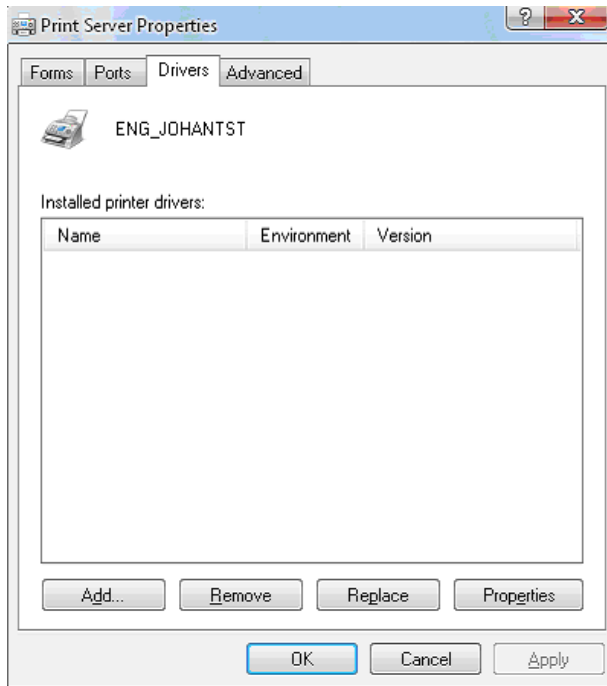 Print Server Properties
?
X
Forms Ports Drivers Advanced
ENG_JOHANTST
Installed printer drivers:
Name Environment Version
Add... Remove Replace Properties
OK Cancel Apply